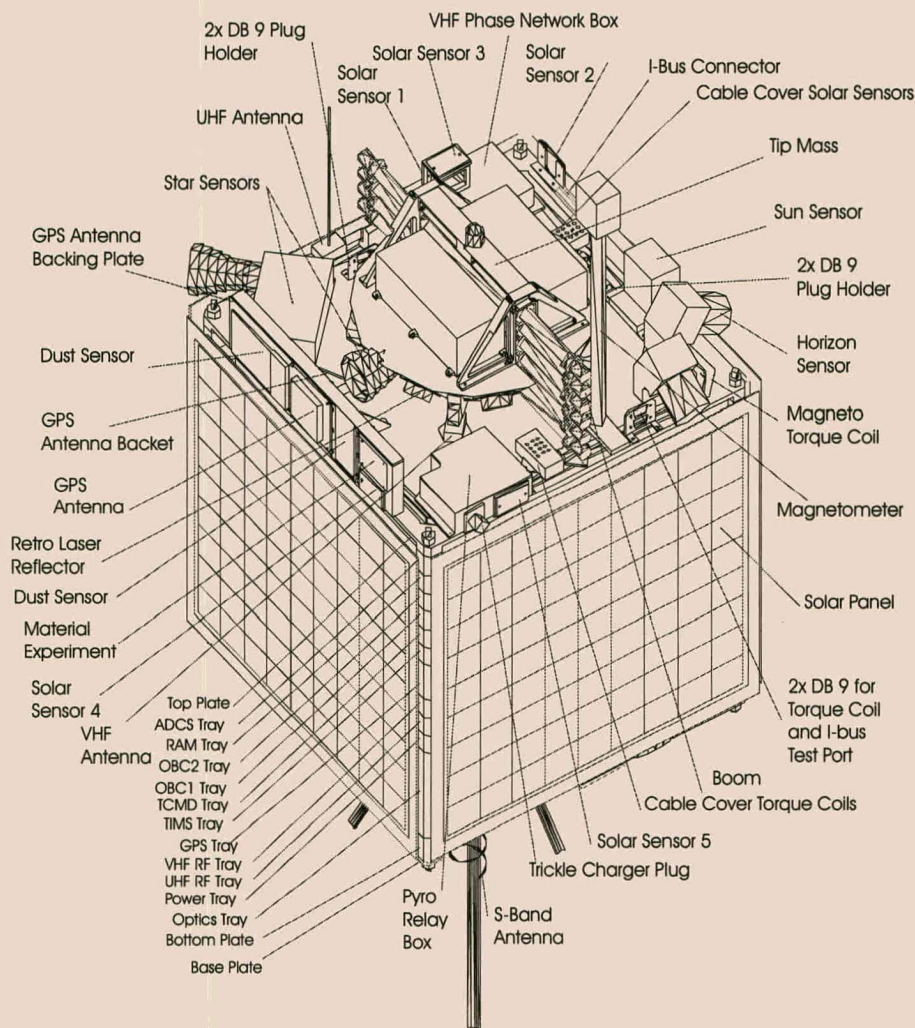 VHF Phase Network Box
2x DB 9 Plug
Holder
Solar Sensor 3
Solar
Sensor 2
Solar
Sensor 1
I-Bus Connector
Cable Cover Solar Sensors
UHF Antenna
Tip Mass
Star Sensors
Sun Sensor
GPS Antenna
Backing Plate
2x DB 9
Plug Holder
Dust Sensor
Horizon
Sensor
GPS
Antenna Backet
Magneto
Torque Coil
GPS
Antenna
Magnetometer
Retro Laser
Reflector
Dust Sensor
Solar Panel
Material
Experiment
Solar
Sensor 4
VHF
Antenna
2x DB 9 for
Torque Coil
and I-bus
Test Port
Top Plate
ADCS Tray
RAM Tray
OBC2 Tray
OBC1 Tray
TCMD Tray
TIMS Tray
GPS Tray
VHF RF Tray
UHF RF Tray
Power Tray
Optics Tray
Bottom Plate
Base Plate
Boom
Cable Cover Torque Coils
Solar Sensor 5
Trickle Charger Plug
Pyro
Relay
Box
S-Band
Antenna